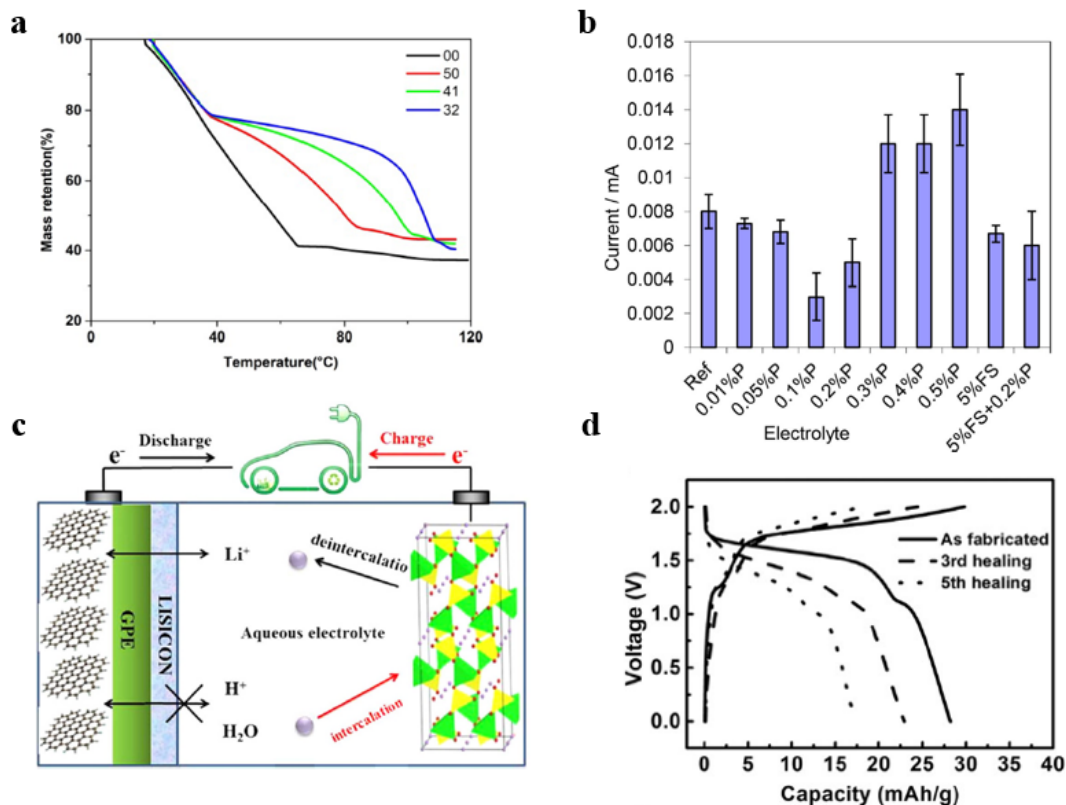 a
100
80
60
40
20
0
40
80
120
Mass retention(%)
Temperature(°C)
00
50
41
32
b
0.018
0.016
0.014
0.012
0.010
0.008
0.006
0.004
0.002
0
Current / mA
Ref
0.01%P
0.05%P
0.1%P
0.2%P
0.3%P
0.4%P
0.5%P
5%FS
5%FS+0.2%P
Electrolyte
c
Discharge
Charge
e-
e-
GPE
LISICON
Li+
deintercalatio
Aqueous electrolyte
H+
H2O
intercalation
d
2.0
1.5
1.0
0.5
0.0
Voltage (V)
As fabricated
3rd healing
5th healing
0 5 10 15 20 25 30 35 40
Capacity (mAh/g)